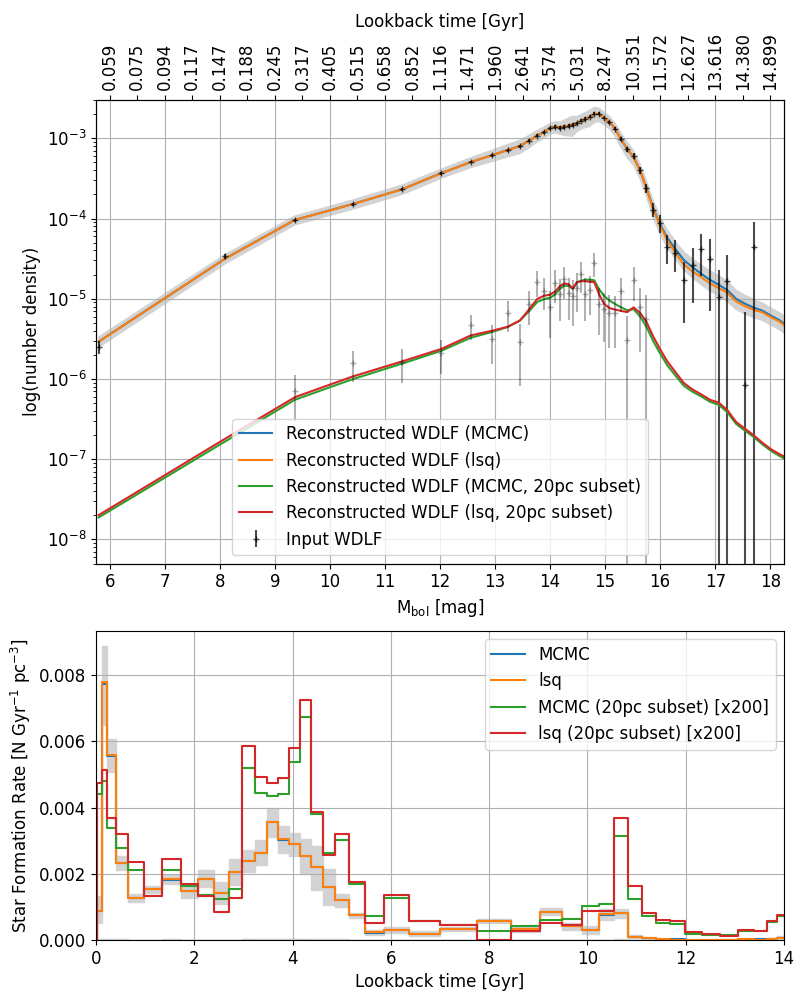 Lookback time [Gyr]
0.059 0.075 0.094 0.117 0.147 0.188 0.245 0.317 0.405 0.515 0.658 0.852 1.116 1.471 1.960 2.641 3.574 5.031 8.247 10.351 11.572 12.627 13.616 14.380 14.899
log(number density)
10⁻³
10⁻⁴
10⁻⁵
10⁻⁶
10⁻⁷
10⁻⁸
Reconstructed WDLF (MCMC)
Reconstructed WDLF (lsq)
Reconstructed WDLF (MCMC, 20pc subset)
Reconstructed WDLF (lsq, 20pc subset)
Input WDLF
6 7 8 9 10 11 12 13 14 15 16 17 18
M_bol [mag]
Star Formation Rate [N Gyr⁻¹ pc⁻³]
0.008
0.006
0.004
0.002
0.000
MCMC
lsq
MCMC (20pc subset) [x200]
lsq (20pc subset) [x200]
0 2 4 6 8 10 12 14
Lookback time [Gyr]